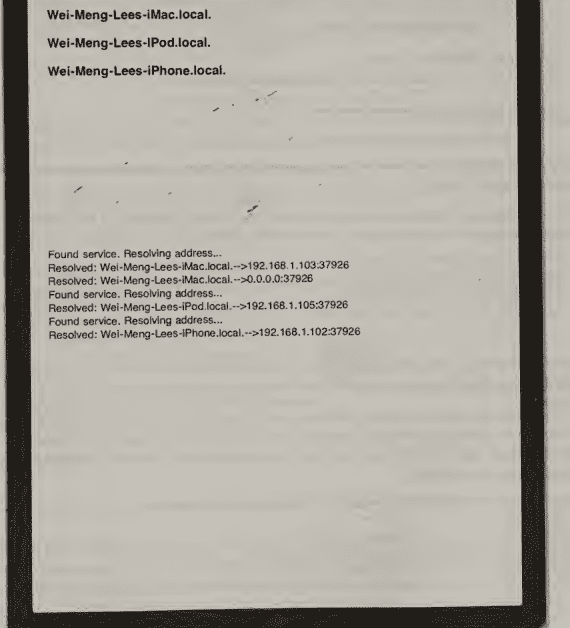 Wei-Meng-Lees-iMac.local.
Wei-Meng-Lees-iPod.local.
Wei-Meng-Lees-iPhone.local.
Found service. Resolving address...
Resolved: Wei-Meng-Lees-iMac.local.-->192.168.1.103:37926
Resolved: Wei-Meng-Lees-iMac.local.-->0.0.0.0:37926
Found service. Resolving address...
Resolved: Wei-Meng-Lees-iPod.local.-->192.168.1.105:37926
Found service. Resolving address...
Resolved: Wei-Meng-Lees-iPhone.local.-->192.168.1.102:37926